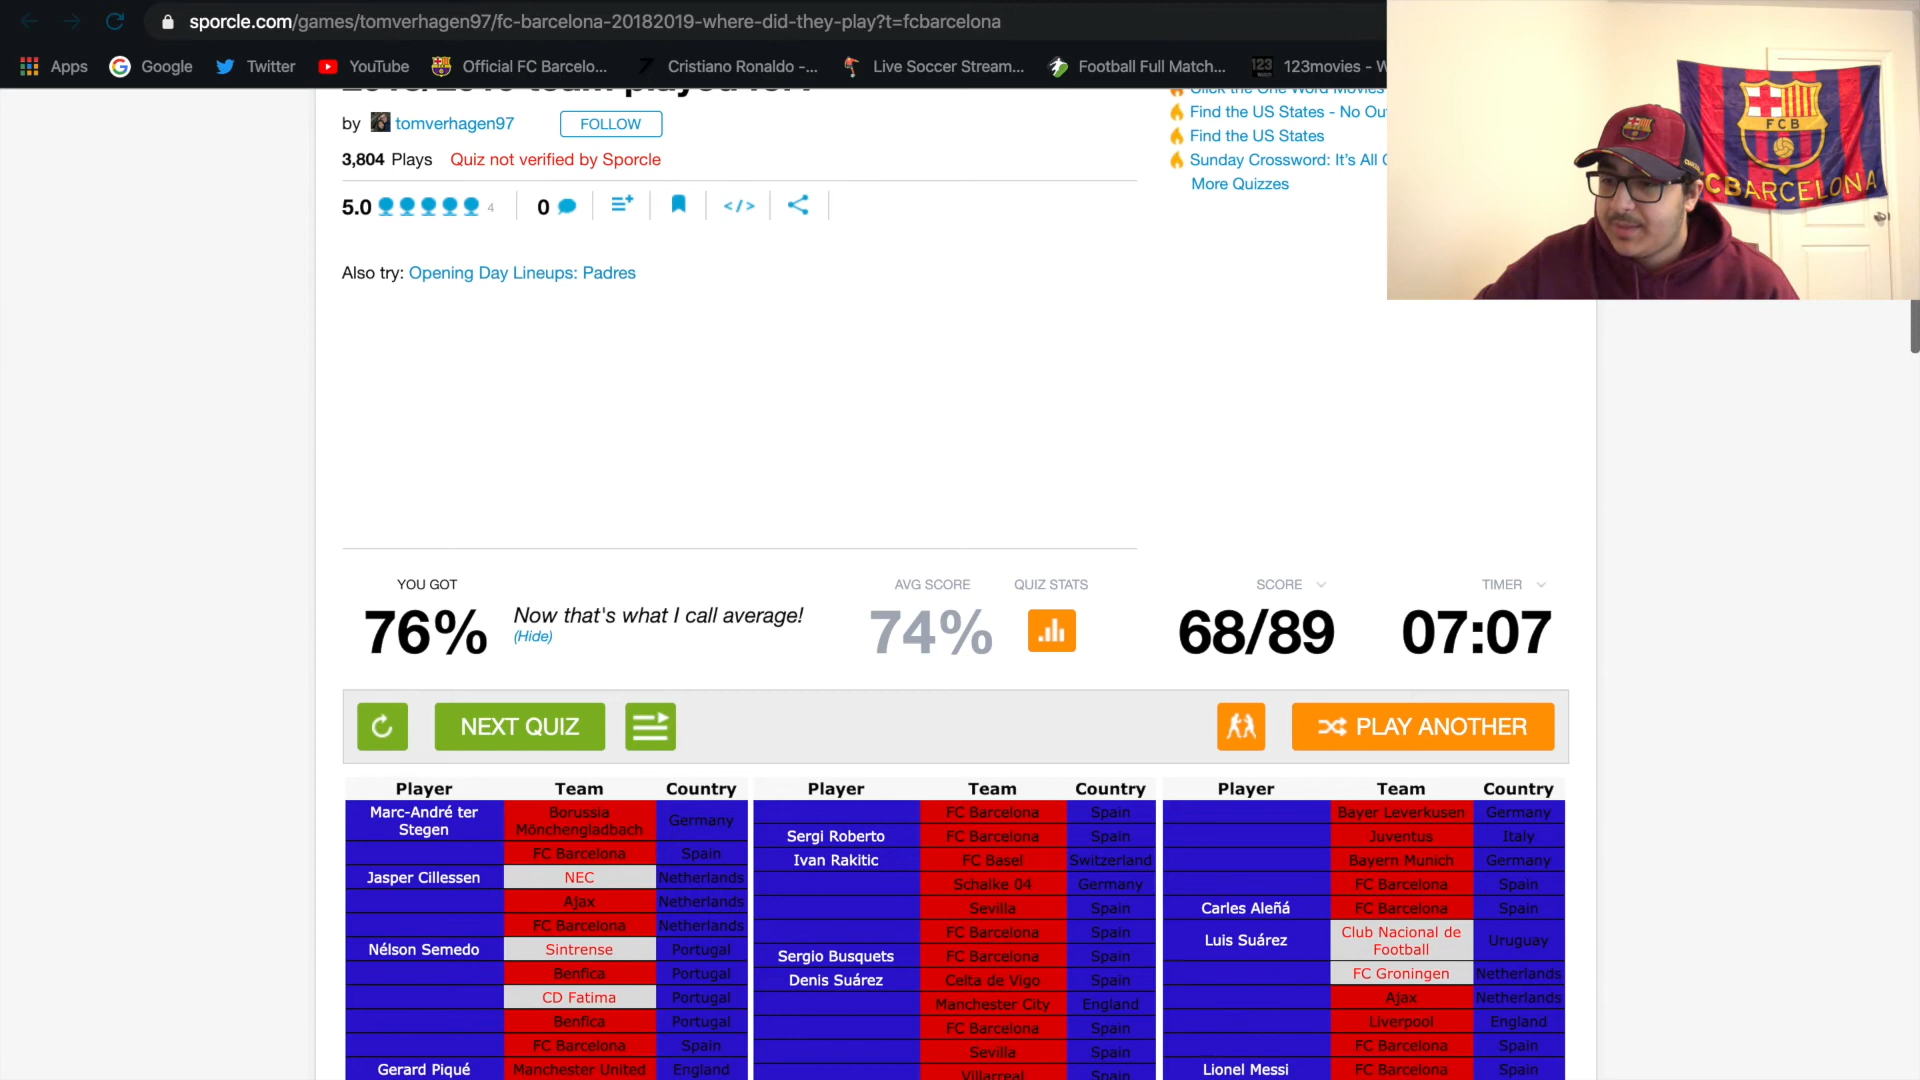 sporcle.com/games/tomverhagen97/fc-barcelona-20182019-where-did-they-play?t=fcbarcelona
Apps Google Twitter YouTube Official FC Barcelo... Cristiano Ronaldo -... Live Soccer Stream... Football Full Match... 123movies - W
by tomverhagen97 FOLLOW
3,804 Plays Quiz not verified by Sporcle
5.0 4 0 </>
Also try: Opening Day Lineups: Padres
Click the One Word Movies
Find the US States - No Ou
Find the US States
Sunday Crossword: It's All
More Quizzes
FCB
FCBARCELONA
YOU GOT
76%
Now that's what I call average!
(Hide)
AVG SCORE
74%
QUIZ STATS
SCORE
68/89
TIMER
07:07
NEXT QUIZ
PLAY ANOTHER
Player Team Country
Marc-André ter Stegen Borussia Mönchengladbach Germany
FC Barcelona Spain
Jasper Cillessen NEC Netherlands
Ajax Netherlands
FC Barcelona Netherlands
Nélson Semedo Sintrense Portugal
Benfica Portugal
CD Fatima Portugal
Benfica Portugal
FC Barcelona Spain
Gerard Piqué Manchester United England
Player Team Country
FC Barcelona Spain
Sergi Roberto FC Barcelona Spain
Ivan Rakitic FC Basel Switzerland
Schalke 04 Germany
Sevilla Spain
FC Barcelona Spain
Sergio Busquets FC Barcelona Spain
Denis Suárez Celta de Vigo Spain
Manchester City England
FC Barcelona Spain
Sevilla Spain
Villarreal Spain
Player Team Country
Bayer Leverkusen Germany
Juventus Italy
Bayern Munich Germany
FC Barcelona Spain
Carles Aleñá FC Barcelona Spain
Luis Suárez Club Nacional de Football Uruguay
FC Groningen Netherlands
Ajax Netherlands
Liverpool England
FC Barcelona Spain
Lionel Messi FC Barcelona Spain